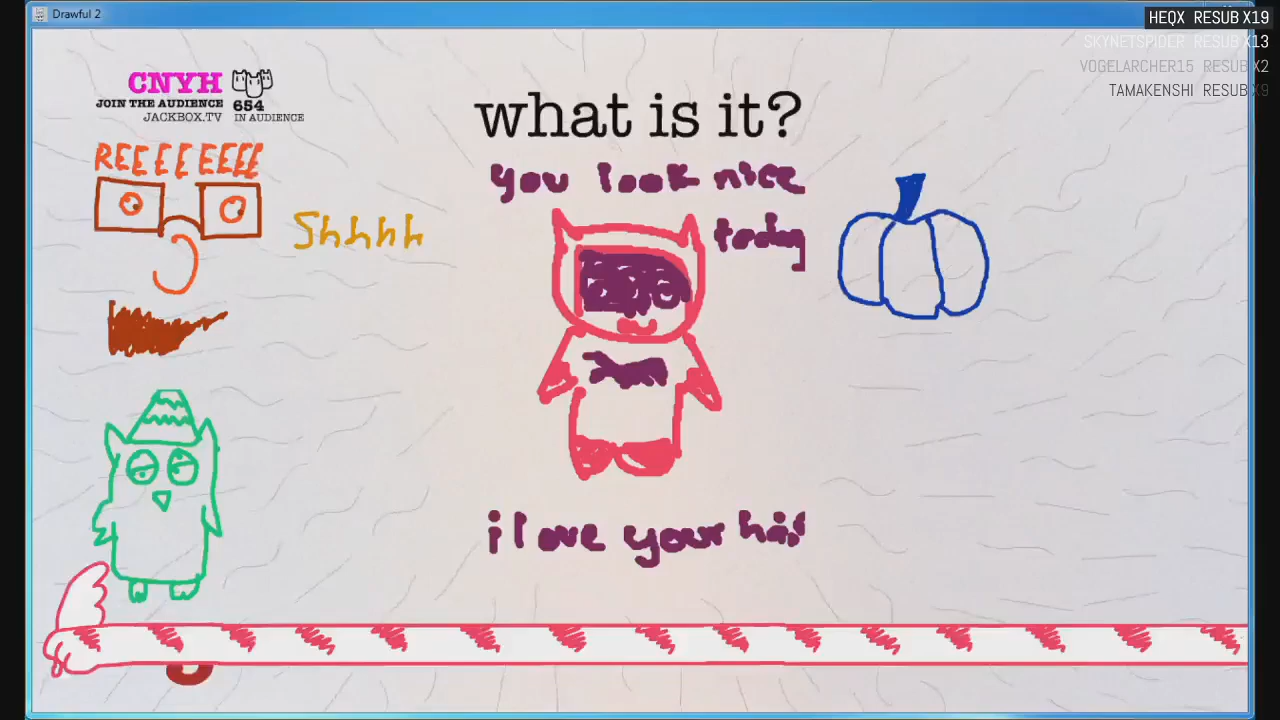 Drawful 2
HEQX RESUB X19
SKYNETSPIDER RESUB X13
VOGELARCHER15 RESUB X2
TAMAKENSHI RESUB X9
CNYH
JOIN THE AUDIENCE
JACKBOX.TV
654
IN AUDIENCE
what is it?
REEEEEEEE
Shhhh
you look nice
today
i love your hair